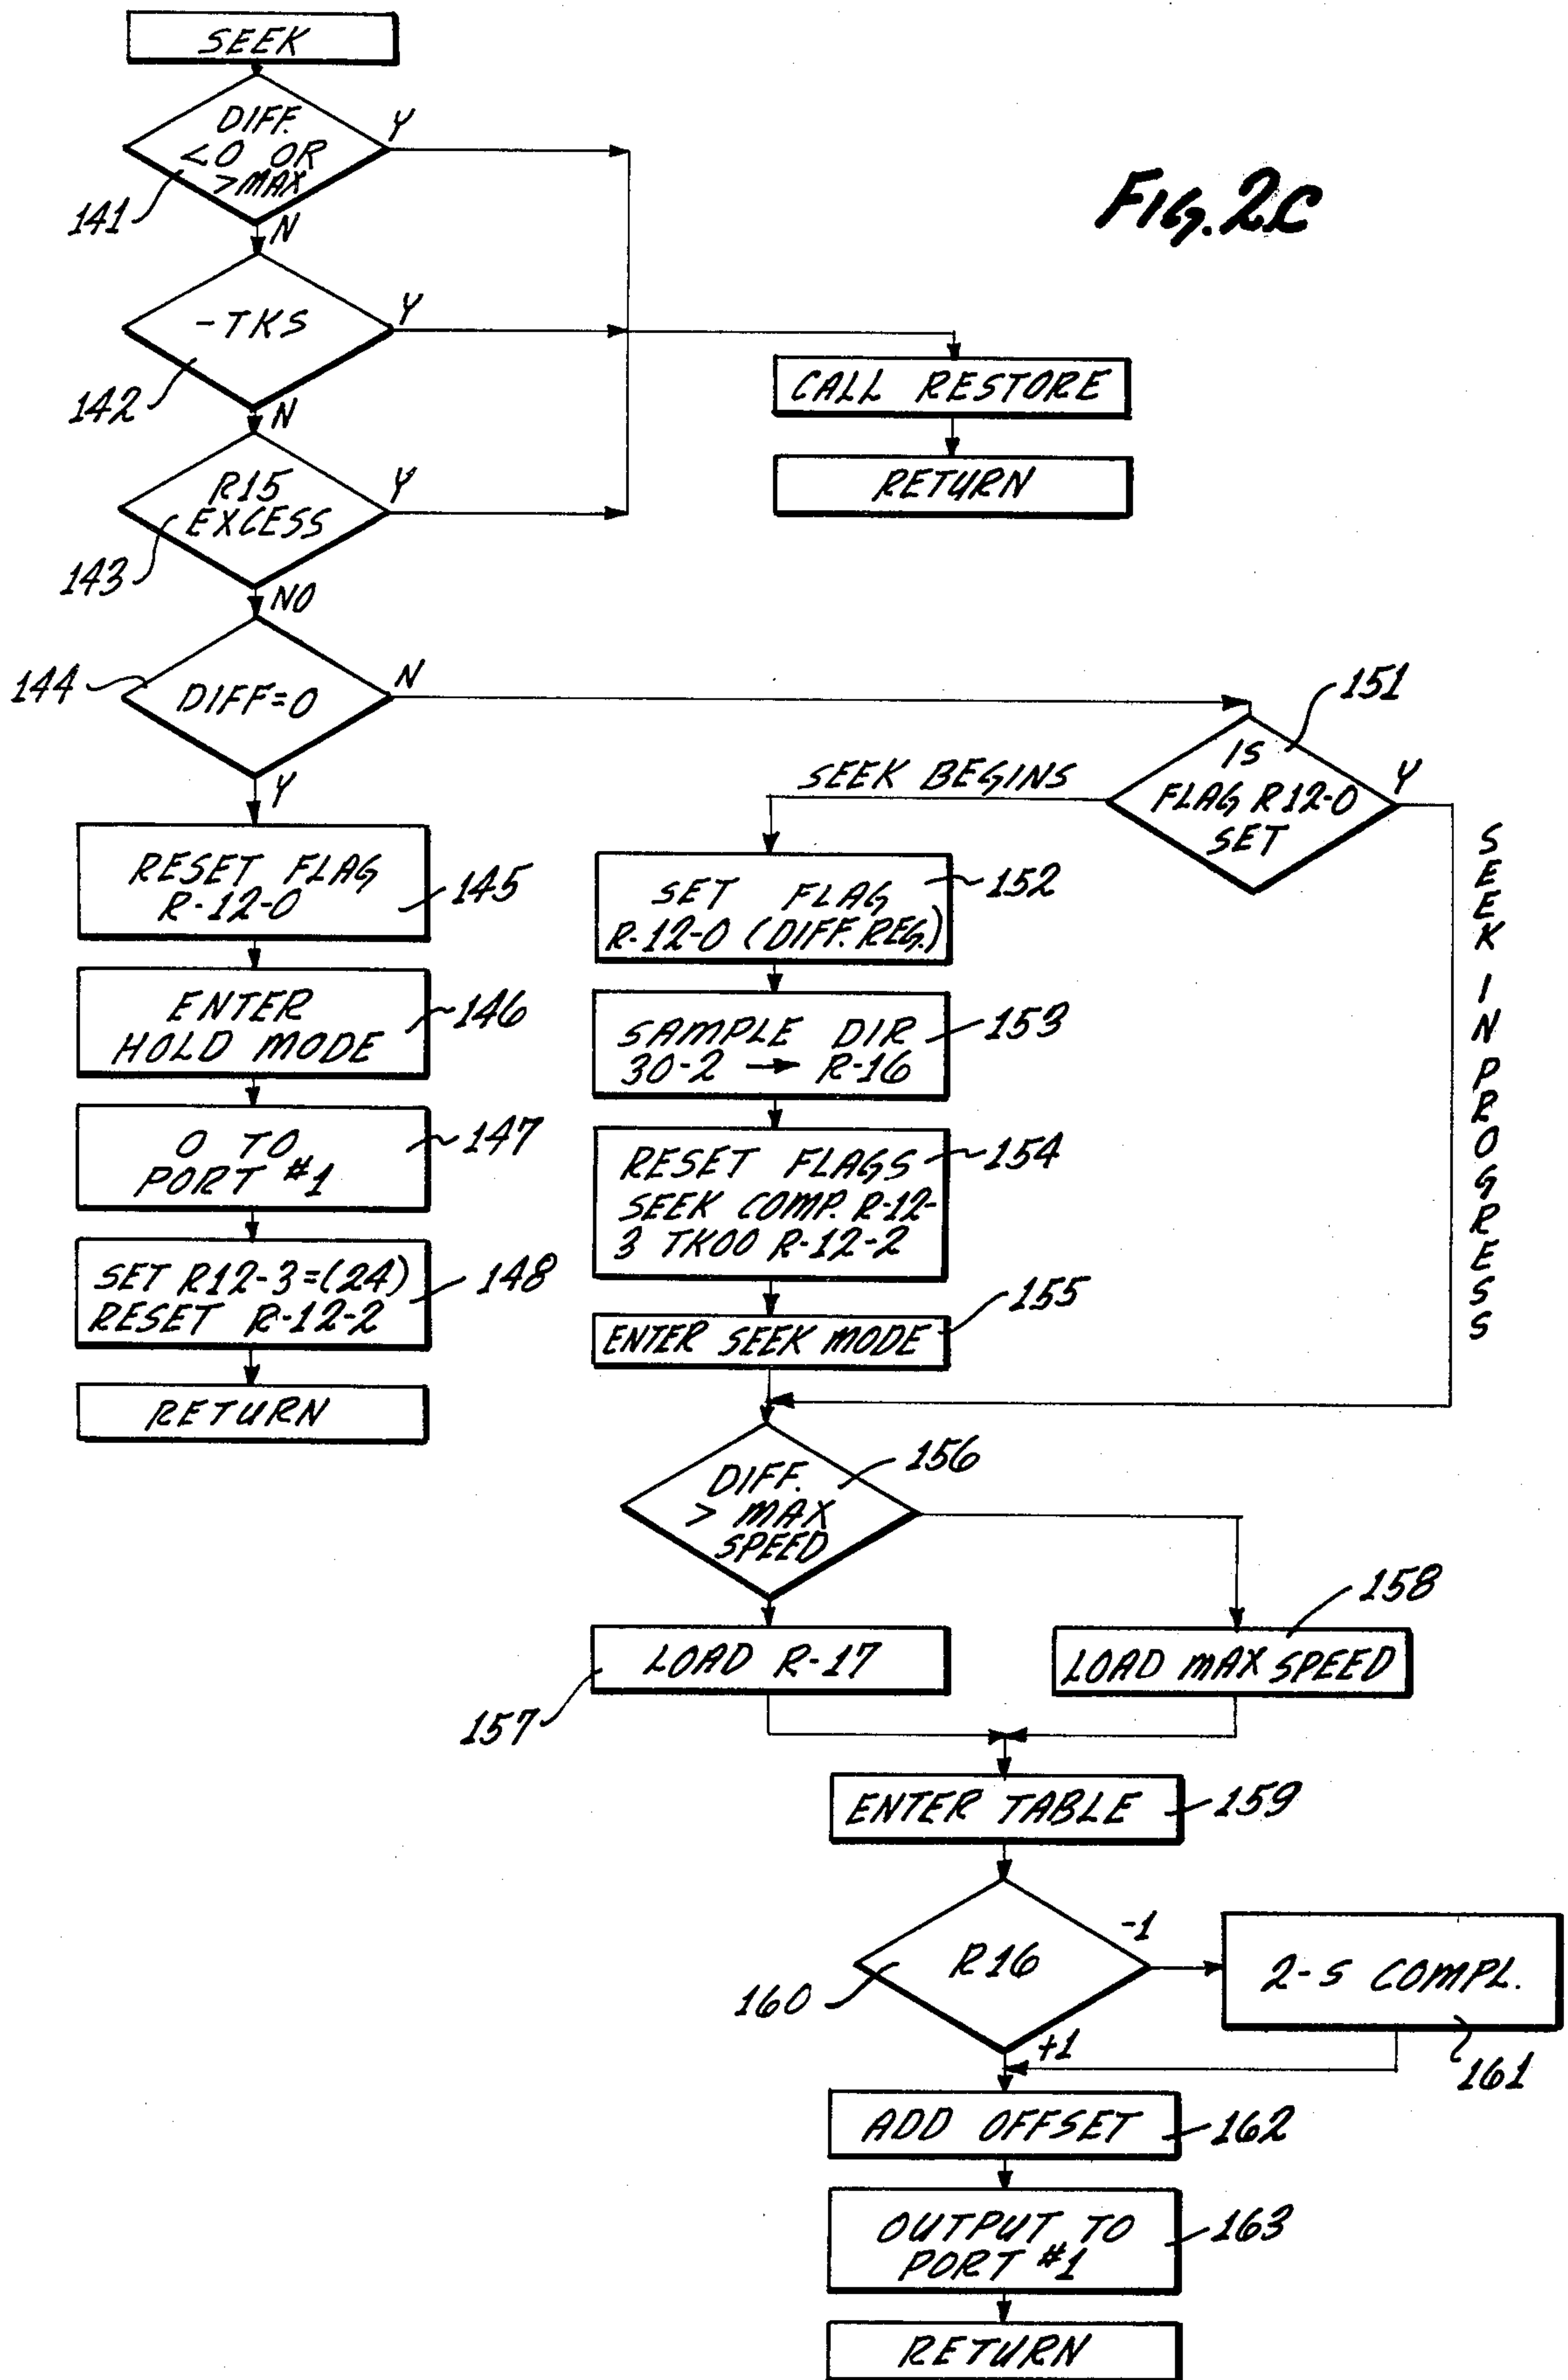 SEEK
DIFF.
<0 OR
>MAX
Y
141
N
FIG. 2C
-TKS
Y
142
N
CALL RESTORE
RETURN
R15
EXCESS
Y
143
NO
144
DIFF=0
N
Y
151
IS
FLAG R12-0
SET
Y
SEEK BEGINS
SEEK IN PROGRESS
RESET FLAG
R-12-0
145
ENTER
HOLD MODE
146
0 TO
PORT #1
147
SET R12-3=(24)
RESET R-12-2
148
RETURN
SET FLAG
R-12-0 (DIFF. REG.)
152
SAMPLE DIR
30-2 → R-16
153
RESET FLAGS
SEEK COMP. R-12-
3 TK00 R-12-2
154
ENTER SEEK MODE
155
DIFF.
> MAX
SPEED
156
LOAD R-17
157
LOAD MAX SPEED
158
ENTER TABLE
159
R16
160
-1
+1
2-S COMPL.
161
ADD OFFSET
162
OUTPUT TO
PORT #1
163
RETURN